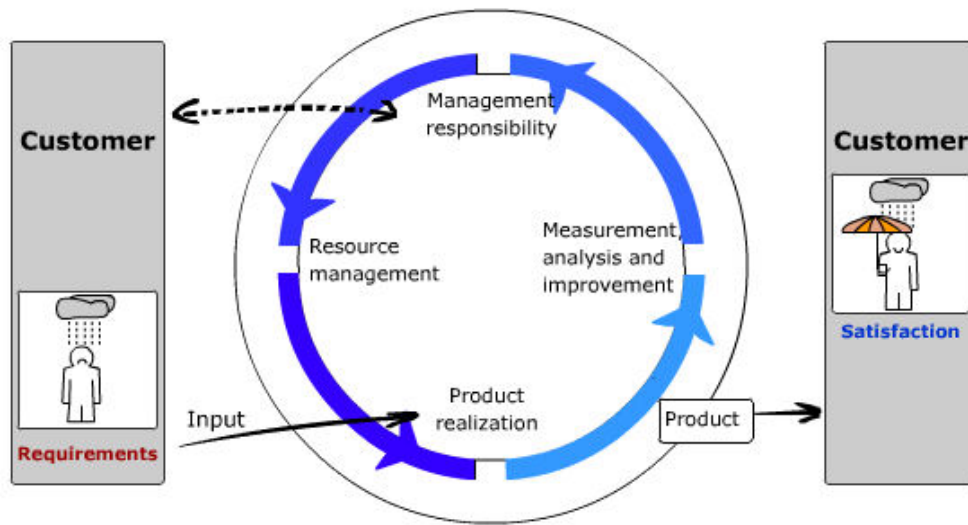 Customer
Requirements
Input
Management
responsibility
Resource
management
Measurement,
analysis and
improvement
Product
realization
Product
Customer
Satisfaction